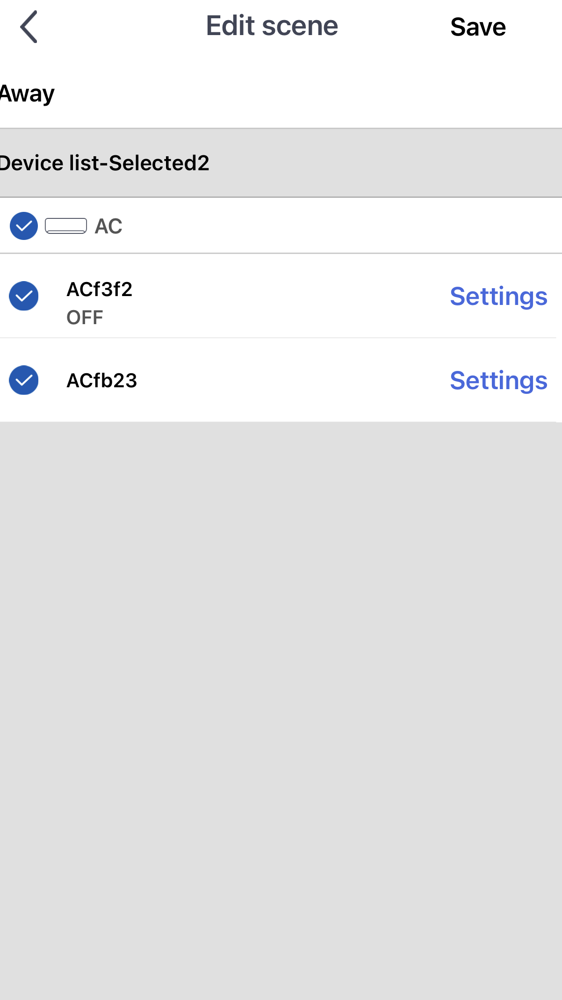 Edit scene
Save
Away
Device list-Selected2
AC
ACf3f2
OFF
Settings
ACfb23
Settings